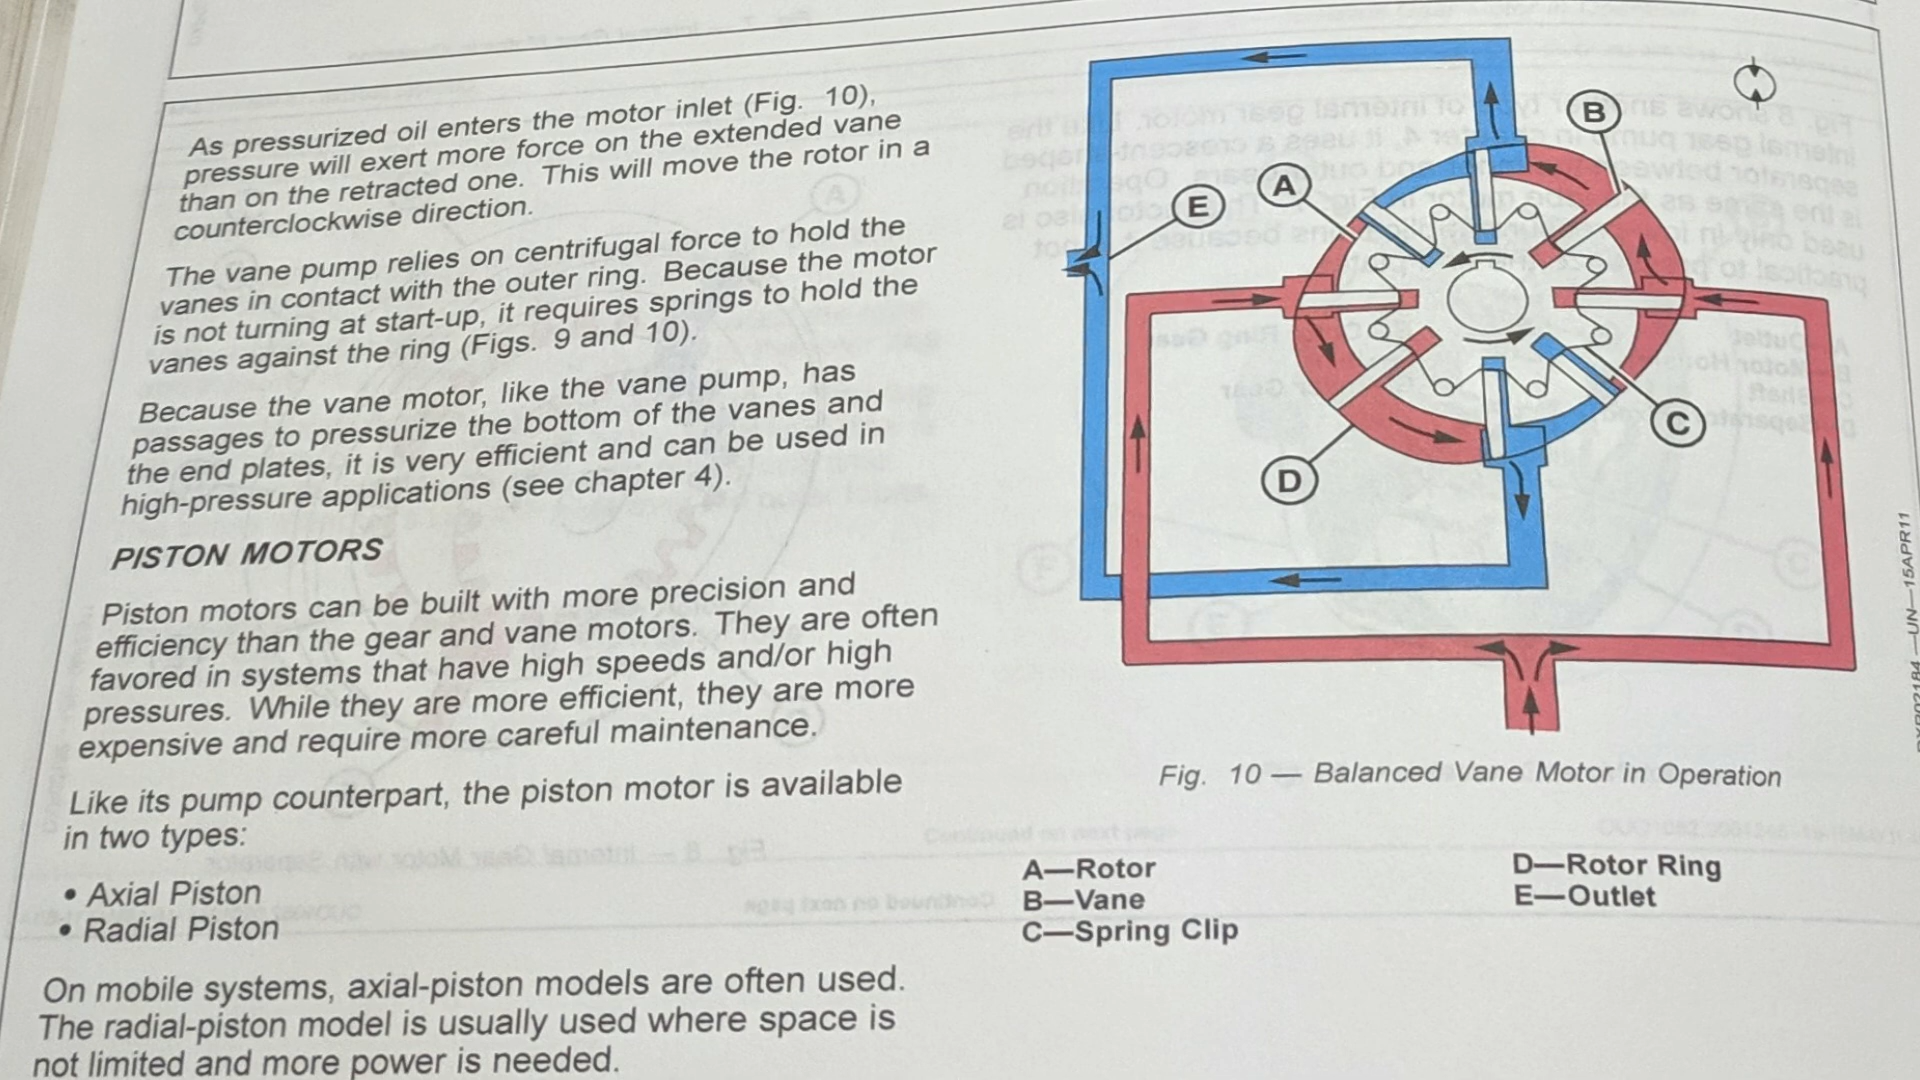 As pressurized oil enters the motor inlet (Fig. 10),
pressure will exert more force on the extended vane
than on the retracted one. This will move the rotor in a
counterclockwise direction.
The vane pump relies on centrifugal force to hold the
vanes in contact with the outer ring. Because the motor
is not turning at start-up, it requires springs to hold the
vanes against the ring (Figs. 9 and 10).
Because the vane motor, like the vane pump, has
passages to pressurize the bottom of the vanes and
the end plates, it is very efficient and can be used in
high-pressure applications (see chapter 4).
PISTON MOTORS
Piston motors can be built with more precision and
efficiency than the gear and vane motors. They are often
favored in systems that have high speeds and/or high
pressures. While they are more efficient, they are more
expensive and require more careful maintenance.
Like its pump counterpart, the piston motor is available
in two types:
• Axial Piston
• Radial Piston
On mobile systems, axial-piston models are often used.
The radial-piston model is usually used where space is
not limited and more power is needed.
B
A
E
C
D
Fig. 10 — Balanced Vane Motor in Operation
A—Rotor
B—Vane
C—Spring Clip
D—Rotor Ring
E—Outlet
—UN—15APR11